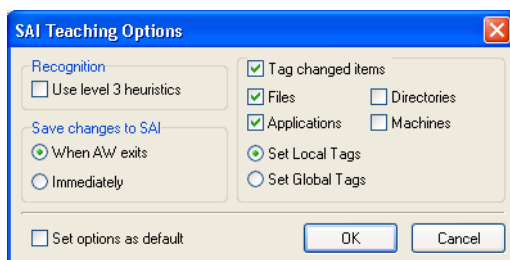 SAI Teaching Options
Recognition
Use level 3 heuristics
Save changes to SAI
When AW exits
Immediately
Tag changed items
Files Directories
Applications Machines
Set Local Tags
Set Global Tags
Set options as default
OK Cancel